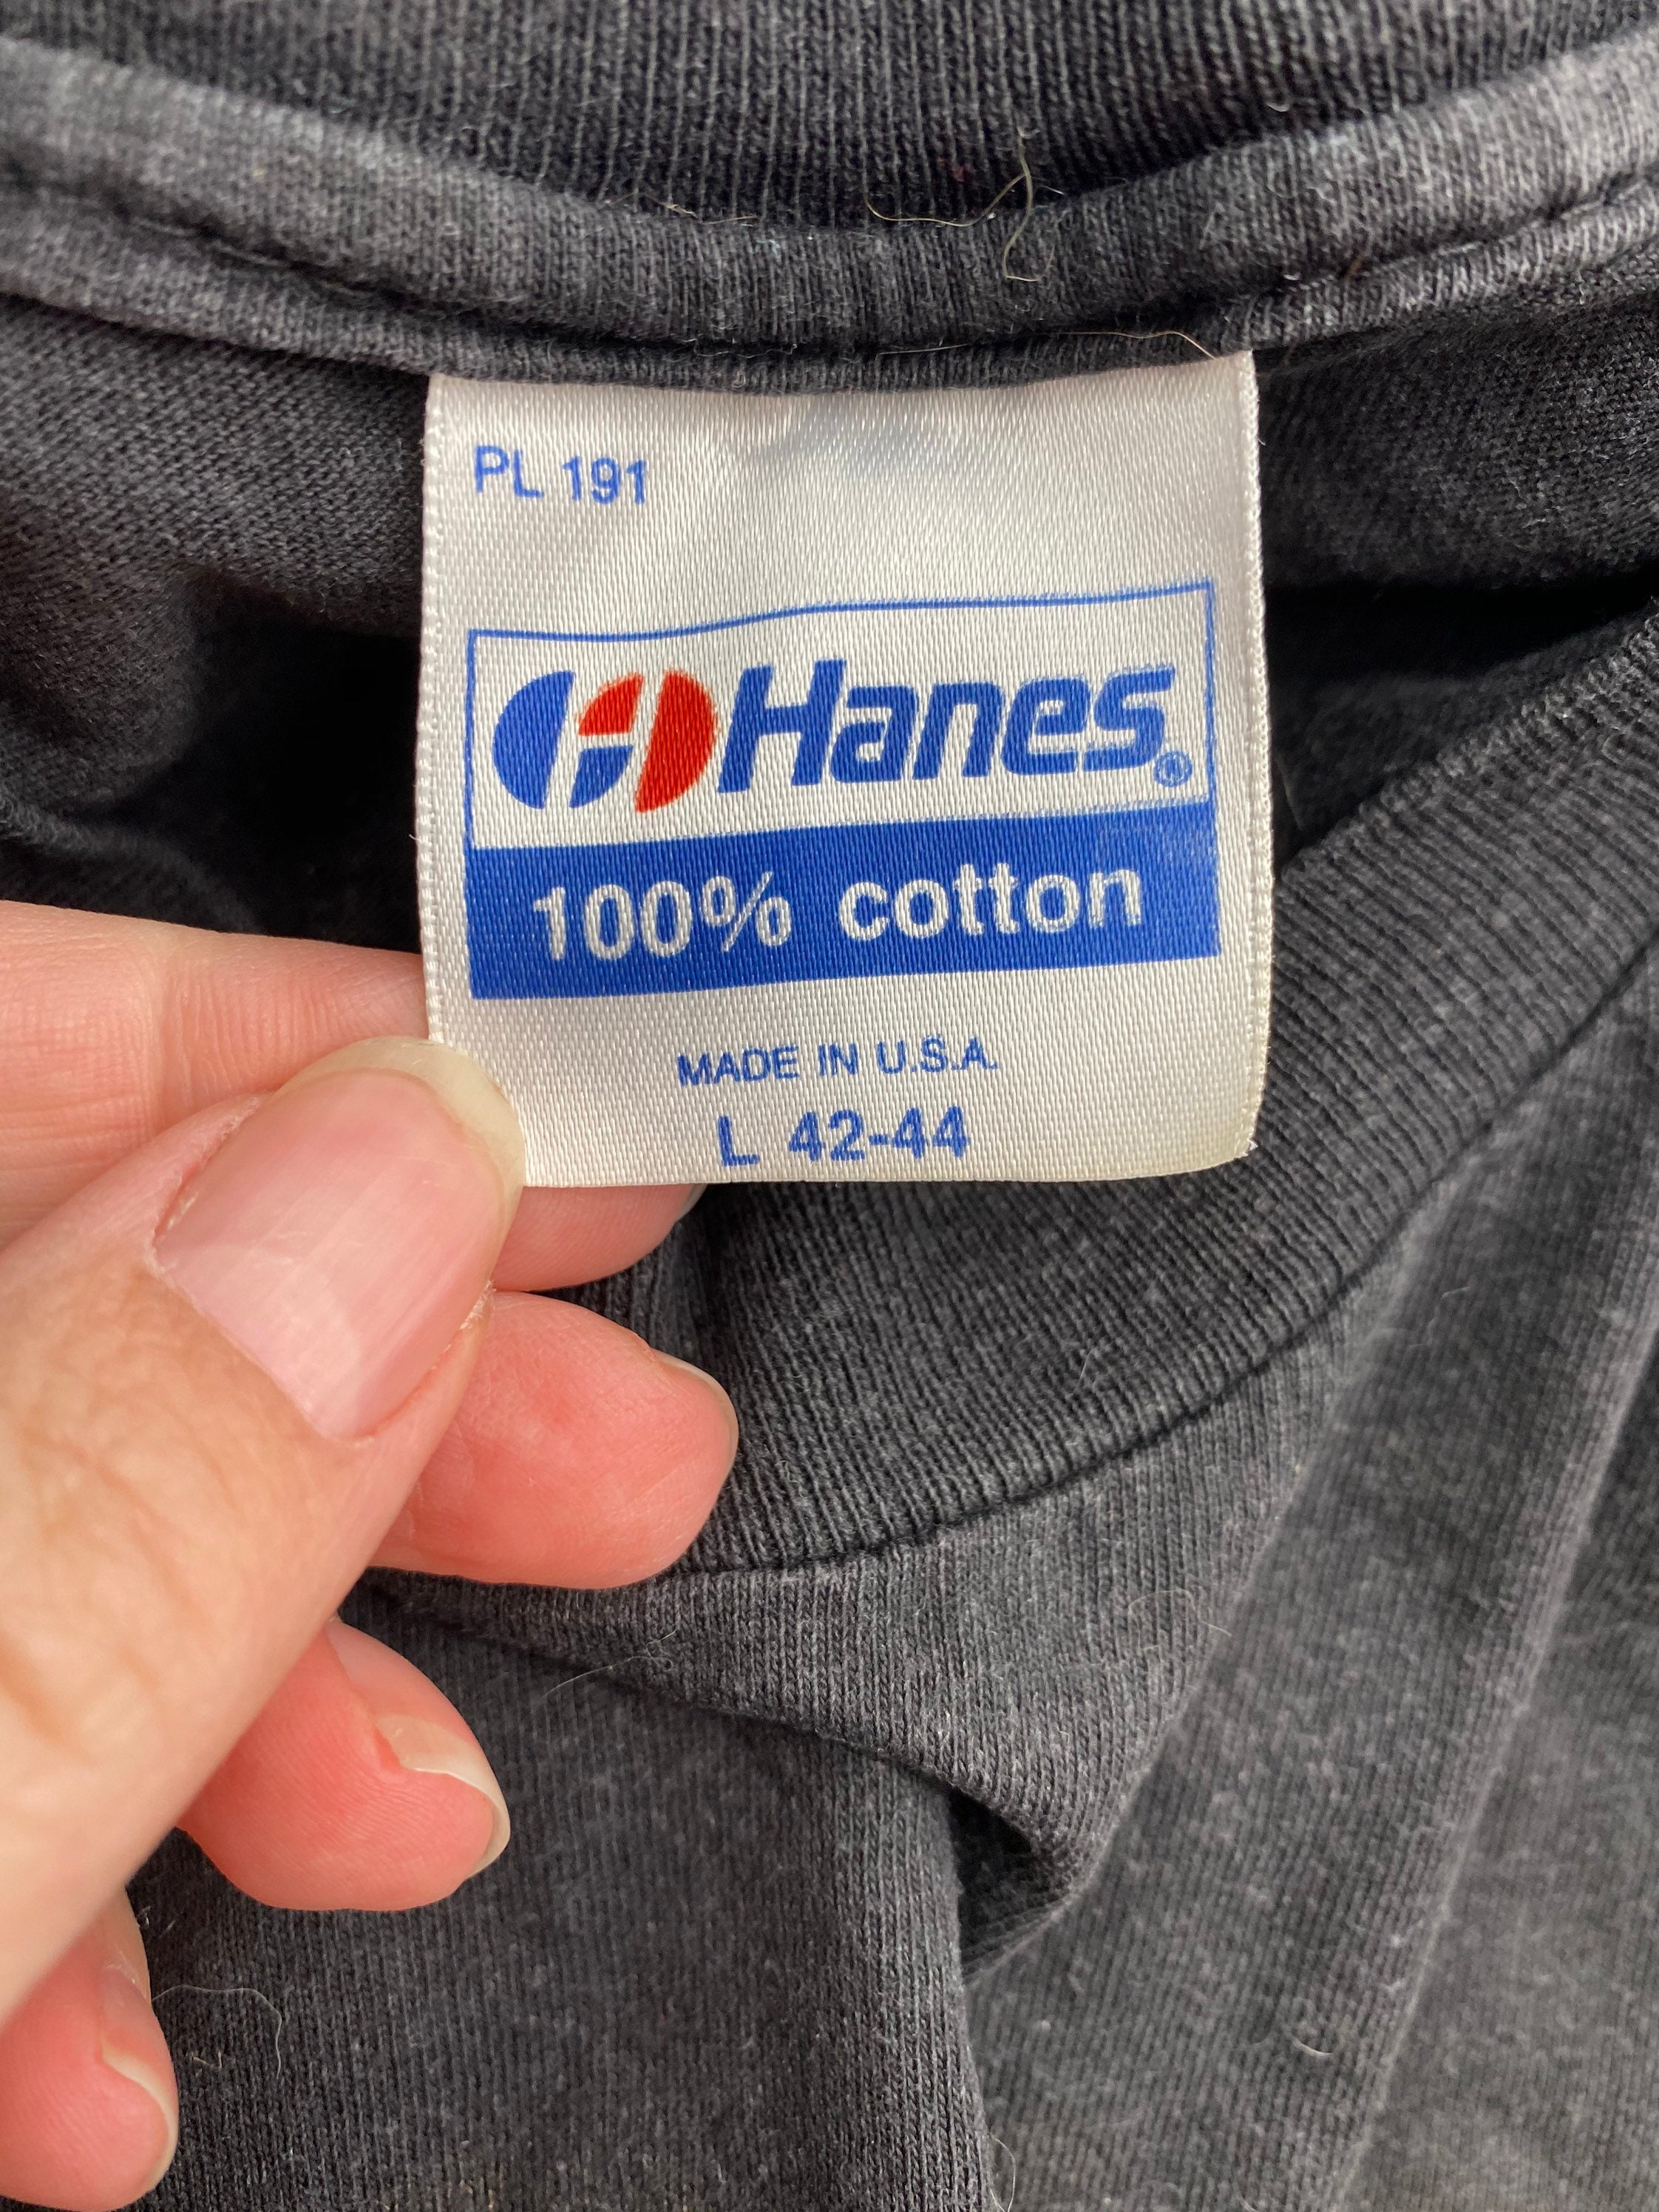 PL 191
Hanes®
100% cotton
MADE IN U.S.A.
L 42-44